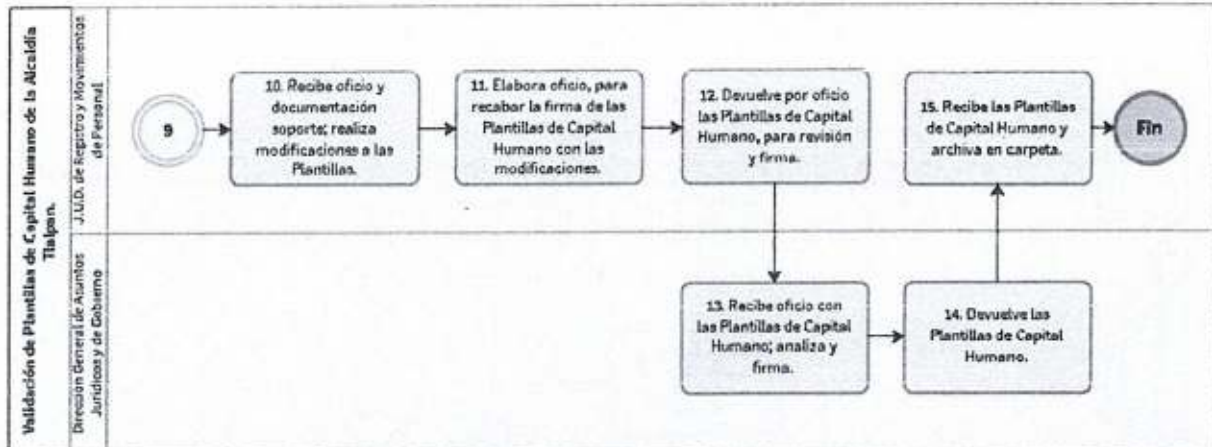 Validación de Plantillas de Capital Humano de la Alcaldía
Tlalpan.
J.U.D. de Registro y Movimientos
de Personal
9
10. Recibe oficio y
documentación
soporte; realiza
modificaciones a las
Plantillas.
11. Elabora oficio, para
recabar la firma de las
Plantillas de Capital
Humano con las
modificaciones.
12. Devuelve por oficio
las Plantillas de Capital
Humano, para revisión
y firma.
15. Recibe las Plantillas
de Capital Humano y
archiva en carpeta.
Fin
Dirección General de Asuntos
Jurídicos y de Gobierno
13. Recibe oficio con
las Plantillas de Capital
Humano; analiza y
firma.
14. Devuelve las
Plantillas de Capital
Humano.